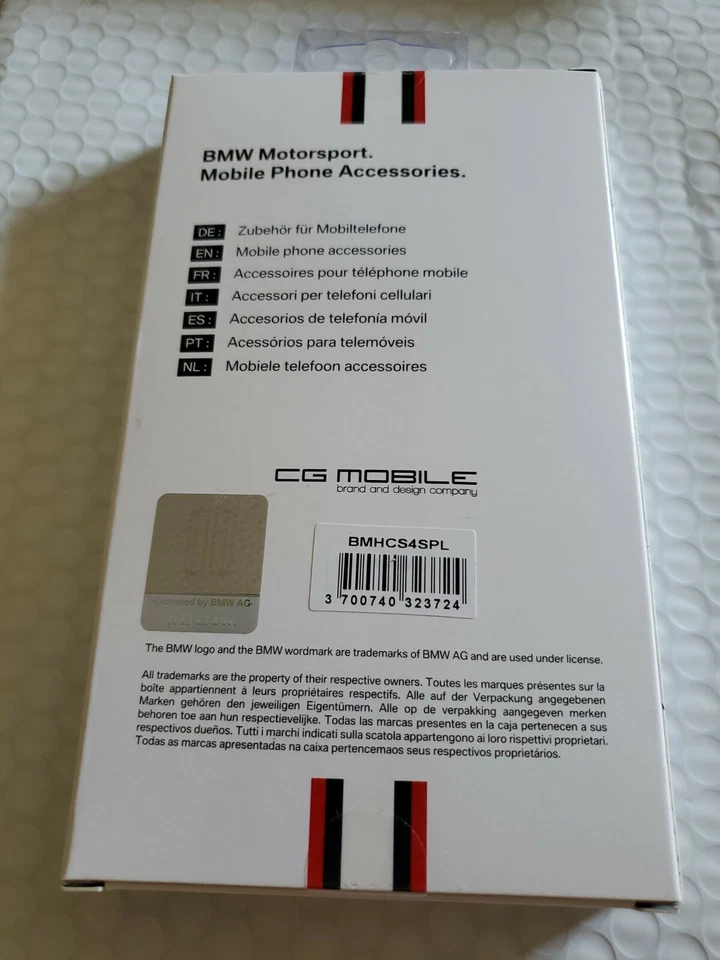 BMW Motorsport.
Mobile Phone Accessories.
DE: Zubehör für Mobiltelefone
EN: Mobile phone accessories
FR: Accessoires pour téléphone mobile
IT: Accessori per telefoni cellulari
ES: Accesorios de telefonía móvil
PT: Acessórios para telemóveis
NL: Mobiele telefoon accessoires
CG MOBILE
brand and design company
BMHCS4SPL
3 700740 323724
Licensed by BMW AG
The BMW logo and the BMW wordmark are trademarks of BMW AG and are used under license.
All trademarks are the property of their respective owners. Toutes les marques présentes sur la
boîte appartiennent à leurs propriétaires respectifs. Alle auf der Verpackung angegebenen
Marken gehören den jeweiligen Eigentümern. Alle op de verpakking aangegeven merken
behoren toe aan hun respectievelijke. Todas las marcas presentes en la caja pertenecen a sus
respectivos dueños. Tutti i marchi indicati sulla scatola appartengono ai loro rispettivi proprietari.
Todas as marcas apresentadas na caixa pertencemaos seus respectivos proprietários.